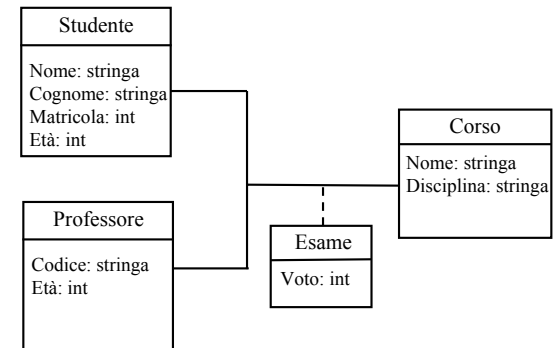 Studente
Nome: stringa
Cognome: stringa
Matricola: int
Età: int
Corso
Nome: stringa
Disciplina: stringa
Professore
Codice: stringa
Età: int
Esame
Voto: int